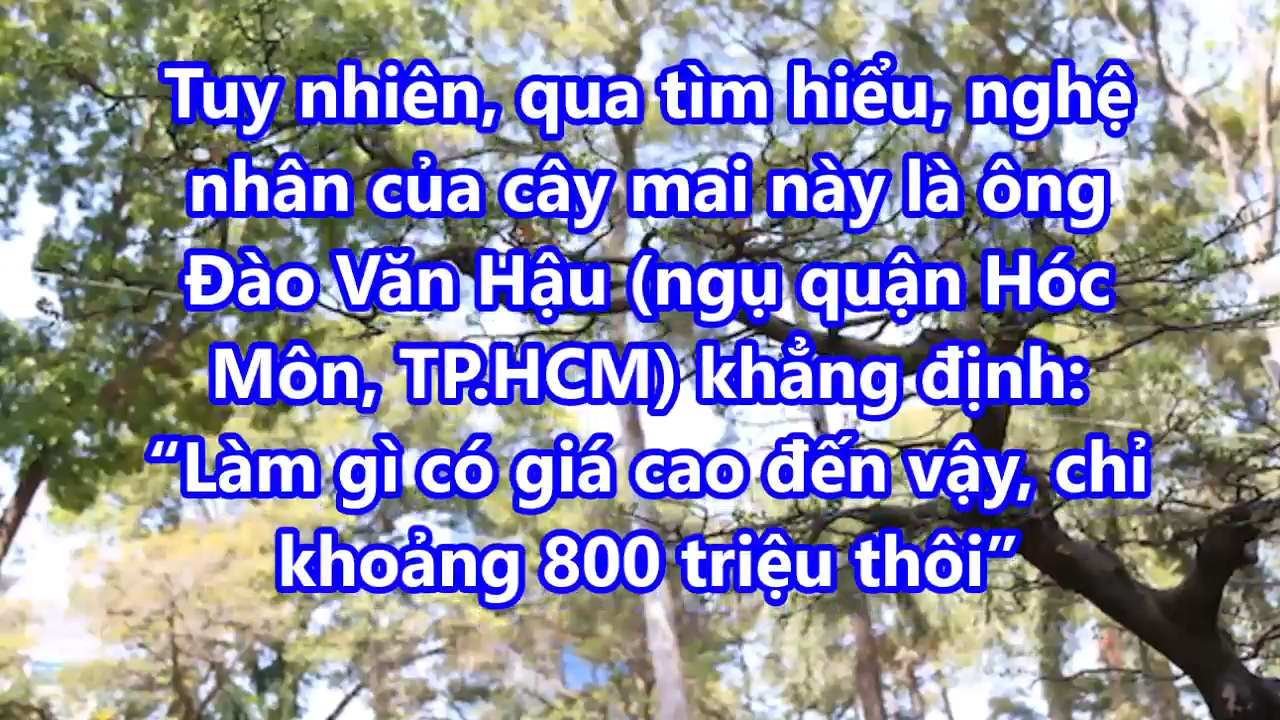 Tuy nhiên, qua tìm hiểu, nghệ
nhân của cây mai này là ông
Đào Văn Hậu (ngụ quận Hóc
Môn, TP.HCM) khẳng định:
“Làm gì có giá cao đến vậy, chỉ
khoảng 800 triệu thôi”